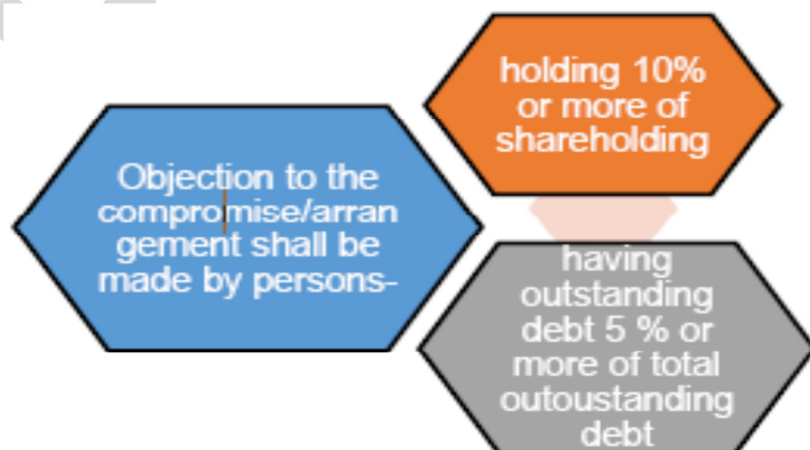 Objection to the
compromise/arran
gement shall be
made by persons-
holding 10%
or more of
shareholding
having
outstanding
debt 5 % or
more of total
outoustanding
debt